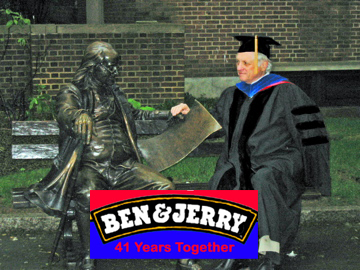 BEN & JERRY
41 Years Together